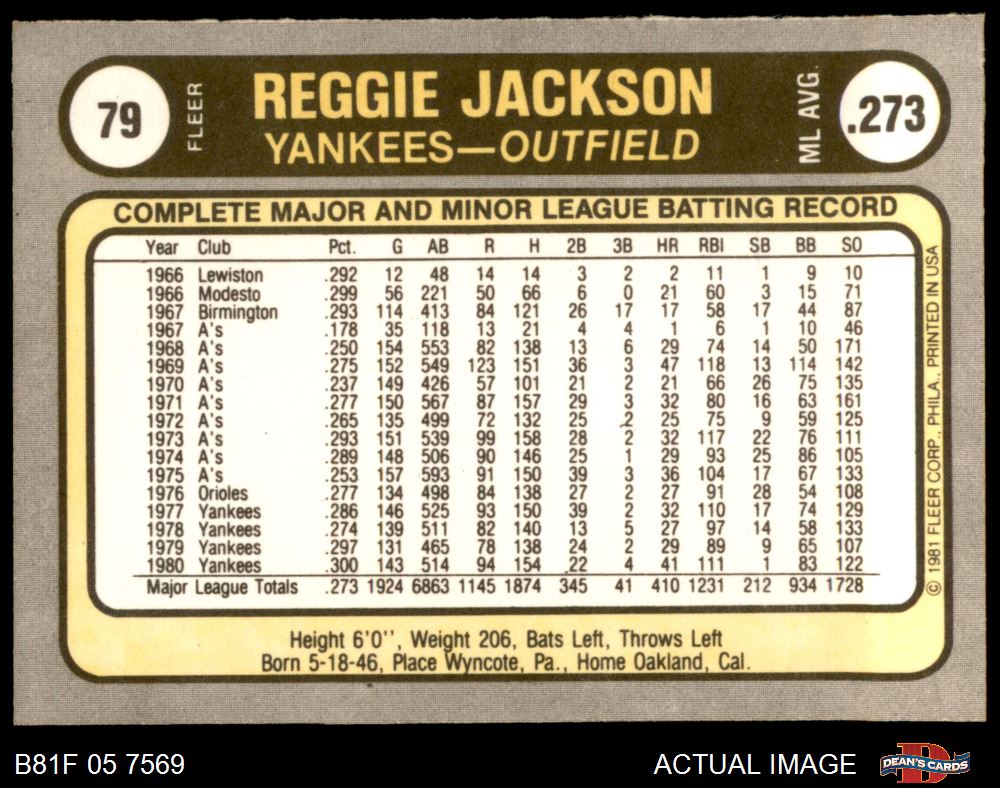 79
FLEER
REGGIE JACKSON
YANKEES—OUTFIELD
ML AVG.
.273
COMPLETE MAJOR AND MINOR LEAGUE BATTING RECORD
Year Club Pct. G AB R H 2B 3B HR RBI SB BB SO
1966 Lewiston .292 12 48 14 14 3 2 2 11 1 9 10
1966 Modesto .299 56 221 50 66 6 0 21 60 3 15 71
1967 Birmington .293 114 413 84 121 26 17 17 58 17 44 87
1967 A's .178 35 118 13 21 4 4 1 6 1 10 46
1968 A's .250 154 553 82 138 13 6 29 74 14 50 171
1969 A's .275 152 549 123 151 36 3 47 118 13 114 142
1970 A's .237 149 426 57 101 21 2 21 66 26 75 135
1971 A's .277 150 567 87 157 29 3 32 80 16 63 161
1972 A's .265 135 499 72 132 25 2 25 75 9 59 125
1973 A's .293 151 539 99 158 28 2 32 117 22 76 111
1974 A's .289 148 506 90 146 25 1 29 93 25 86 105
1975 A's .253 157 593 91 150 39 3 36 104 17 67 133
1976 Orioles .277 134 498 84 138 27 2 27 91 28 54 108
1977 Yankees .286 146 525 93 150 39 2 32 110 17 74 129
1978 Yankees .274 139 511 82 140 13 5 27 97 14 58 133
1979 Yankees .297 131 465 78 138 24 2 29 89 9 65 107
1980 Yankees .300 143 514 94 154 22 4 41 111 1 83 122
Major League Totals .273 1924 6863 1145 1874 345 41 410 1231 212 934 1728
© 1981 FLEER CORP., PHILA., PRINTED IN USA
Height 6'0'', Weight 206, Bats Left, Throws Left
Born 5-18-46, Place Wyncote, Pa., Home Oakland, Cal.
B81F 05 7569
ACTUAL IMAGE
DEAN'S CARDS